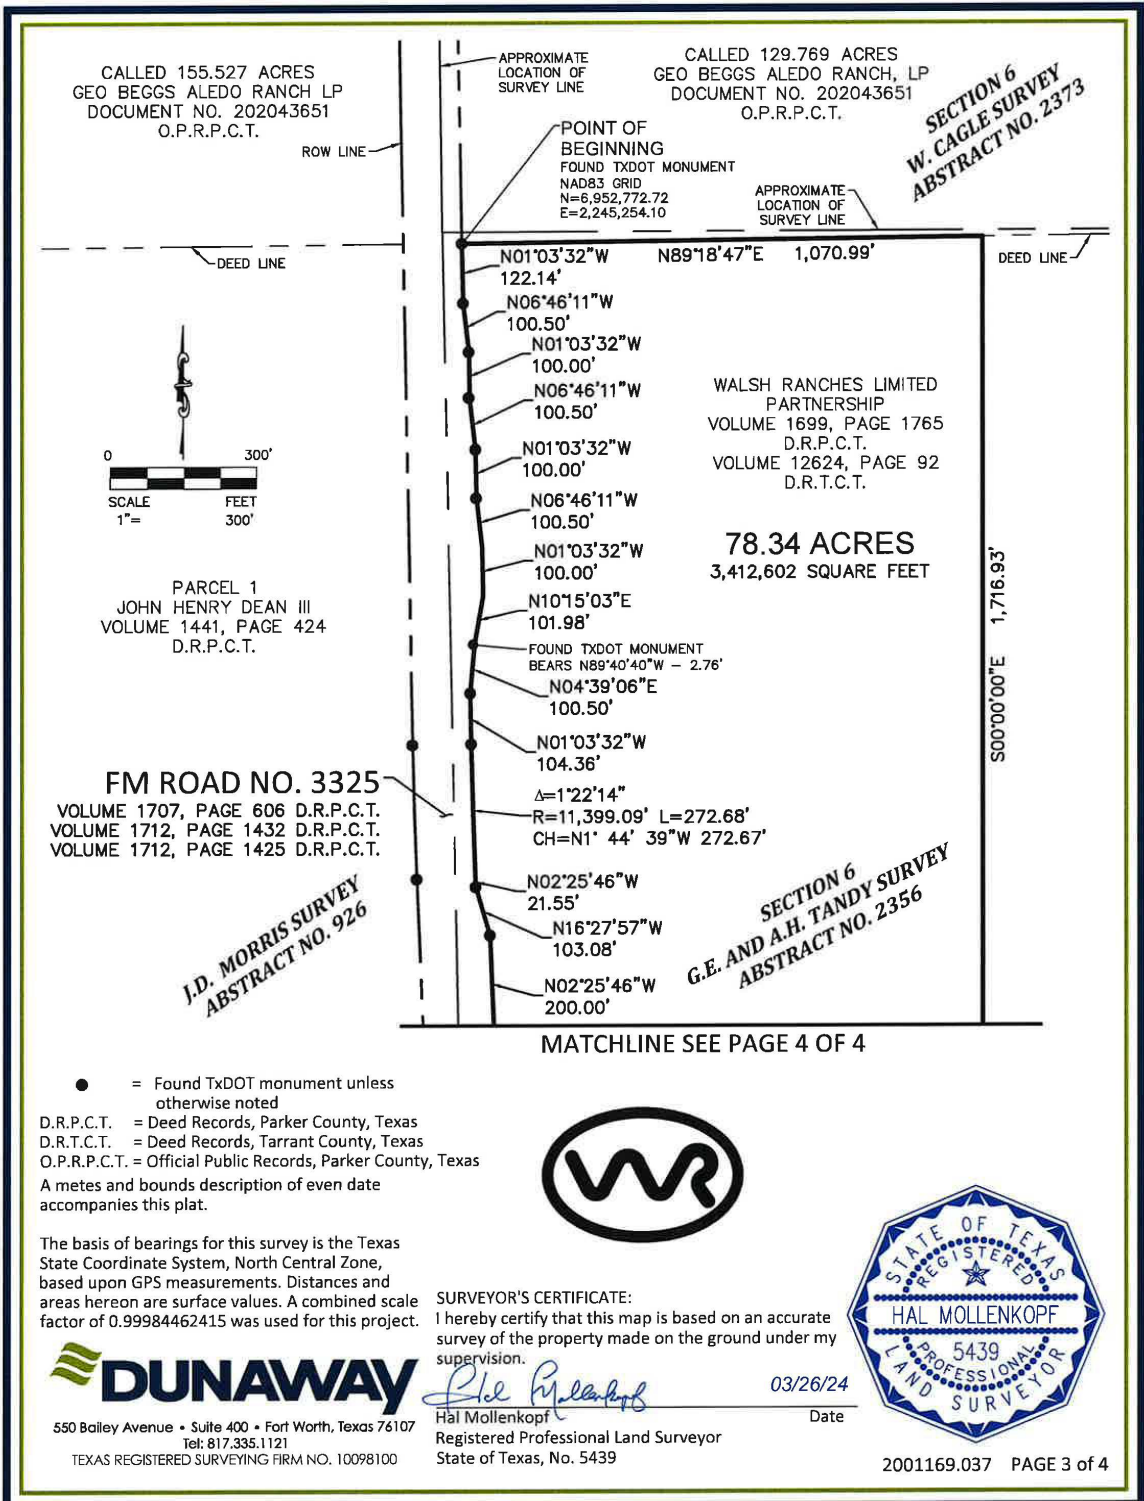 CALLED 155.527 ACRES
GEO BEGGS ALEDO RANCH LP
DOCUMENT NO. 202043651
O.P.R.P.C.T.
ROW LINE
APPROXIMATE
LOCATION OF
SURVEY LINE
CALLED 129.769 ACRES
GEO BEGGS ALEDO RANCH, LP
DOCUMENT NO. 202043651
O.P.R.P.C.T.
SECTION 6
W. CAGLE SURVEY
ABSTRACT NO. 2373
POINT OF
BEGINNING
FOUND TXDOT MONUMENT
NAD83 GRID
N=6,952,772.72
E=2,245,254.10
APPROXIMATE
LOCATION OF
SURVEY LINE
DEED LINE
DEED LINE
N01°03'32"W
122.14'
N89°18'47"E 1,070.99'
N06°46'11"W
100.50'
N01°03'32"W
100.00'
N06°46'11"W
100.50'
N01°03'32"W
100.00'
N06°46'11"W
100.50'
N01°03'32"W
100.00'
N10°15'03"E
101.98'
FOUND TXDOT MONUMENT
BEARS N89°40'40"W – 2.76'
N04°39'06"E
100.50'
N01°03'32"W
104.36'
Δ=1°22'14"
R=11,399.09' L=272.68'
CH=N1° 44' 39"W 272.67'
N02°25'46"W
21.55'
N16°27'57"W
103.08'
N02°25'46"W
200.00'
0 300'
SCALE FEET
1"= 300'
WALSH RANCHES LIMITED
PARTNERSHIP
VOLUME 1699, PAGE 1765
D.R.P.C.T.
VOLUME 12624, PAGE 92
D.R.T.C.T.
78.34 ACRES
3,412,602 SQUARE FEET
S00°00'00"E 1,716.93'
PARCEL 1
JOHN HENRY DEAN III
VOLUME 1441, PAGE 424
D.R.P.C.T.
FM ROAD NO. 3325
VOLUME 1707, PAGE 606 D.R.P.C.T.
VOLUME 1712, PAGE 1432 D.R.P.C.T.
VOLUME 1712, PAGE 1425 D.R.P.C.T.
J.D. MORRIS SURVEY
ABSTRACT NO. 926
SECTION 6
G.E. AND A.H. TANDY SURVEY
ABSTRACT NO. 2356
MATCHLINE SEE PAGE 4 OF 4
= Found TxDOT monument unless
otherwise noted
D.R.P.C.T. = Deed Records, Parker County, Texas
D.R.T.C.T. = Deed Records, Tarrant County, Texas
O.P.R.P.C.T. = Official Public Records, Parker County, Texas
A metes and bounds description of even date
accompanies this plat.
The basis of bearings for this survey is the Texas
State Coordinate System, North Central Zone,
based upon GPS measurements. Distances and
areas hereon are surface values. A combined scale
factor of 0.99984462415 was used for this project.
WR
SURVEYOR'S CERTIFICATE:
I hereby certify that this map is based on an accurate
survey of the property made on the ground under my
supervision.
Hal Mollenkopf
03/26/24
Hal Mollenkopf Date
Registered Professional Land Surveyor
State of Texas, No. 5439
DUNAWAY
550 Bailey Avenue • Suite 400 • Fort Worth, Texas 76107
Tel: 817.335.1121
TEXAS REGISTERED SURVEYING FIRM NO. 10098100
STATE OF TEXAS
REGISTERED
HAL MOLLENKOPF
5439
PROFESSIONAL
LAND SURVEYOR
2001169.037 PAGE 3 of 4